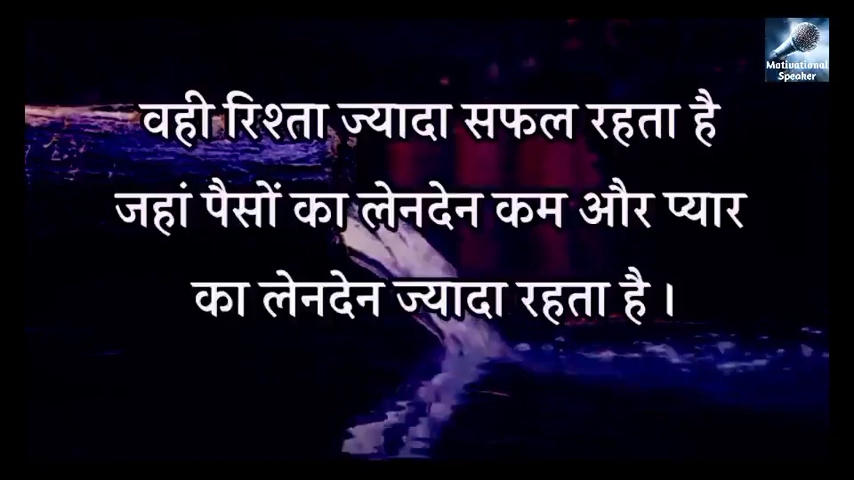 Motivational
Speaker
वही रिश्ता ज्यादा सफल रहता है
जहां पैसों का लेनदेन कम और प्यार
का लेनदेन ज्यादा रहता है।